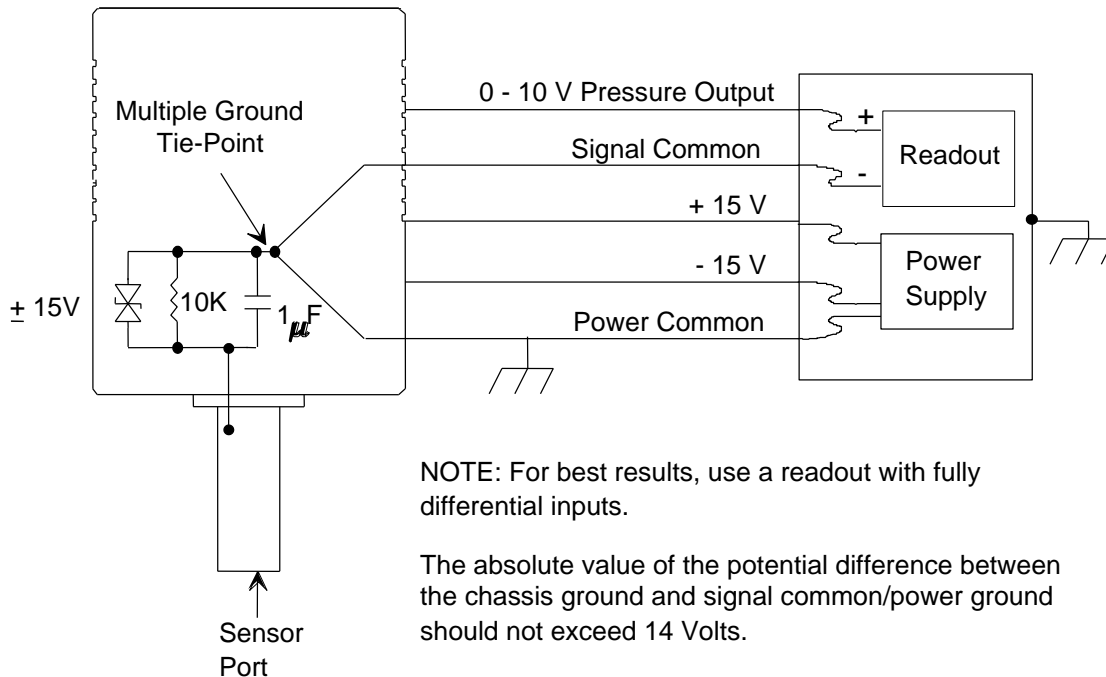 0 - 10 V Pressure Output
Multiple Ground
Tie-Point
Signal Common
+
-
Readout
+ 15 V
- 15 V
Power
Supply
± 15V
10K
1 μF
Power Common
NOTE: For best results, use a readout with fully
differential inputs.
The absolute value of the potential difference between
the chassis ground and signal common/power ground
should not exceed 14 Volts.
Sensor
Port